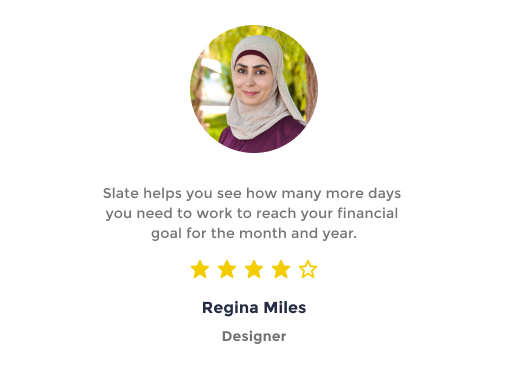 Slate helps you see how many more days
you need to work to reach your financial
goal for the month and year.
Regina Miles
Designer